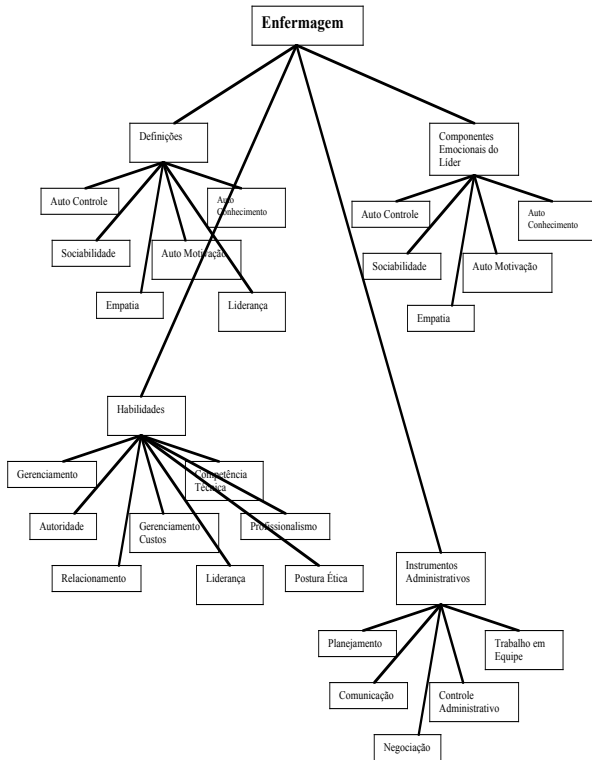 Enfermagem
Definições
Componentes
Emocionais do
Líder
Auto Controle
Auto
Conhecimento
Sociabilidade
Auto Motivação
Empatia
Liderança
Auto Controle
Auto
Conhecimento
Sociabilidade
Auto Motivação
Empatia
Habilidades
Gerenciamento
Competência
Técnica
Autoridade
Gerenciamento
Custos
Profissionalismo
Relacionamento
Liderança
Postura Ética
Instrumentos
Administrativos
Planejamento
Trabalho em
Equipe
Comunicação
Controle
Administrativo
Negociação